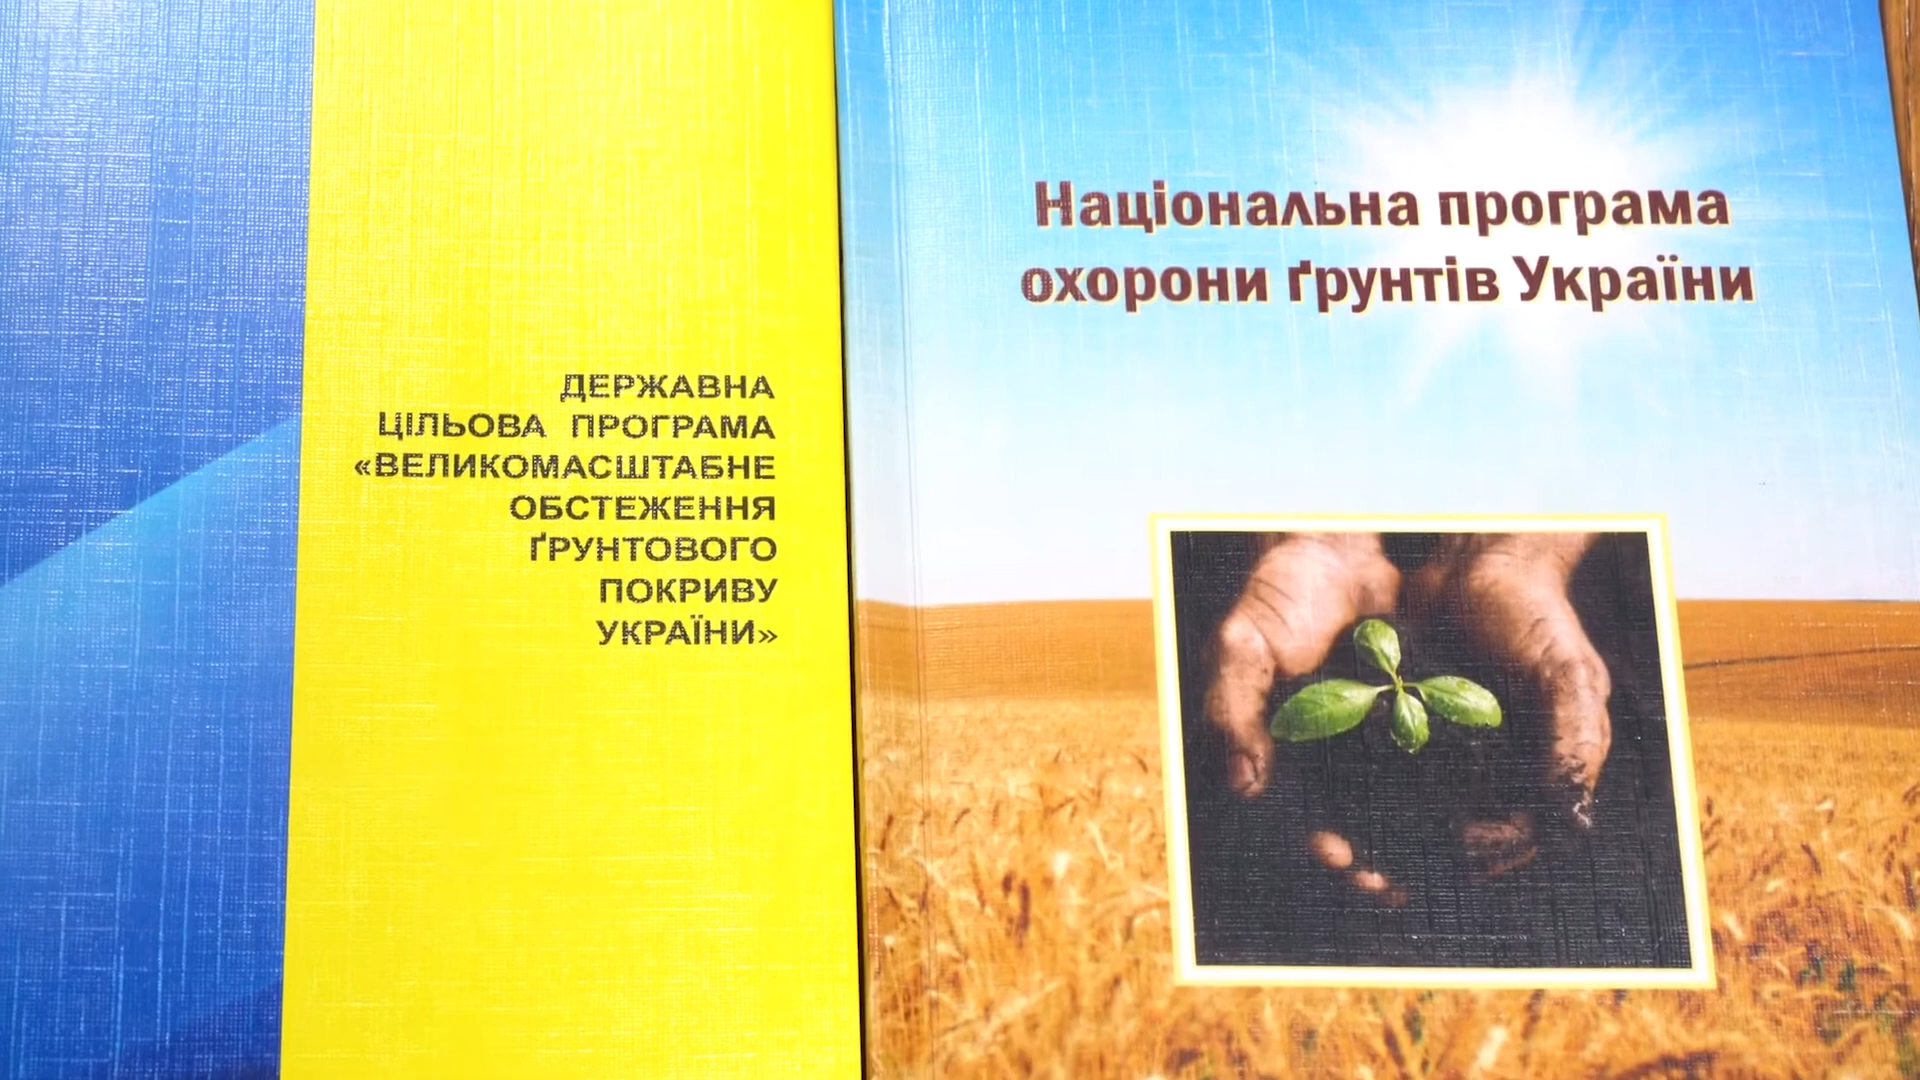 ДЕРЖАВНА
ЦІЛЬОВА ПРОГРАМА
«ВЕЛИКОМАСШТАБНЕ
ОБСТЕЖЕННЯ
ҐРУНТОВОГО
ПОКРИВУ
УКРАЇНИ»
Національна програма
охорони ґрунтів України